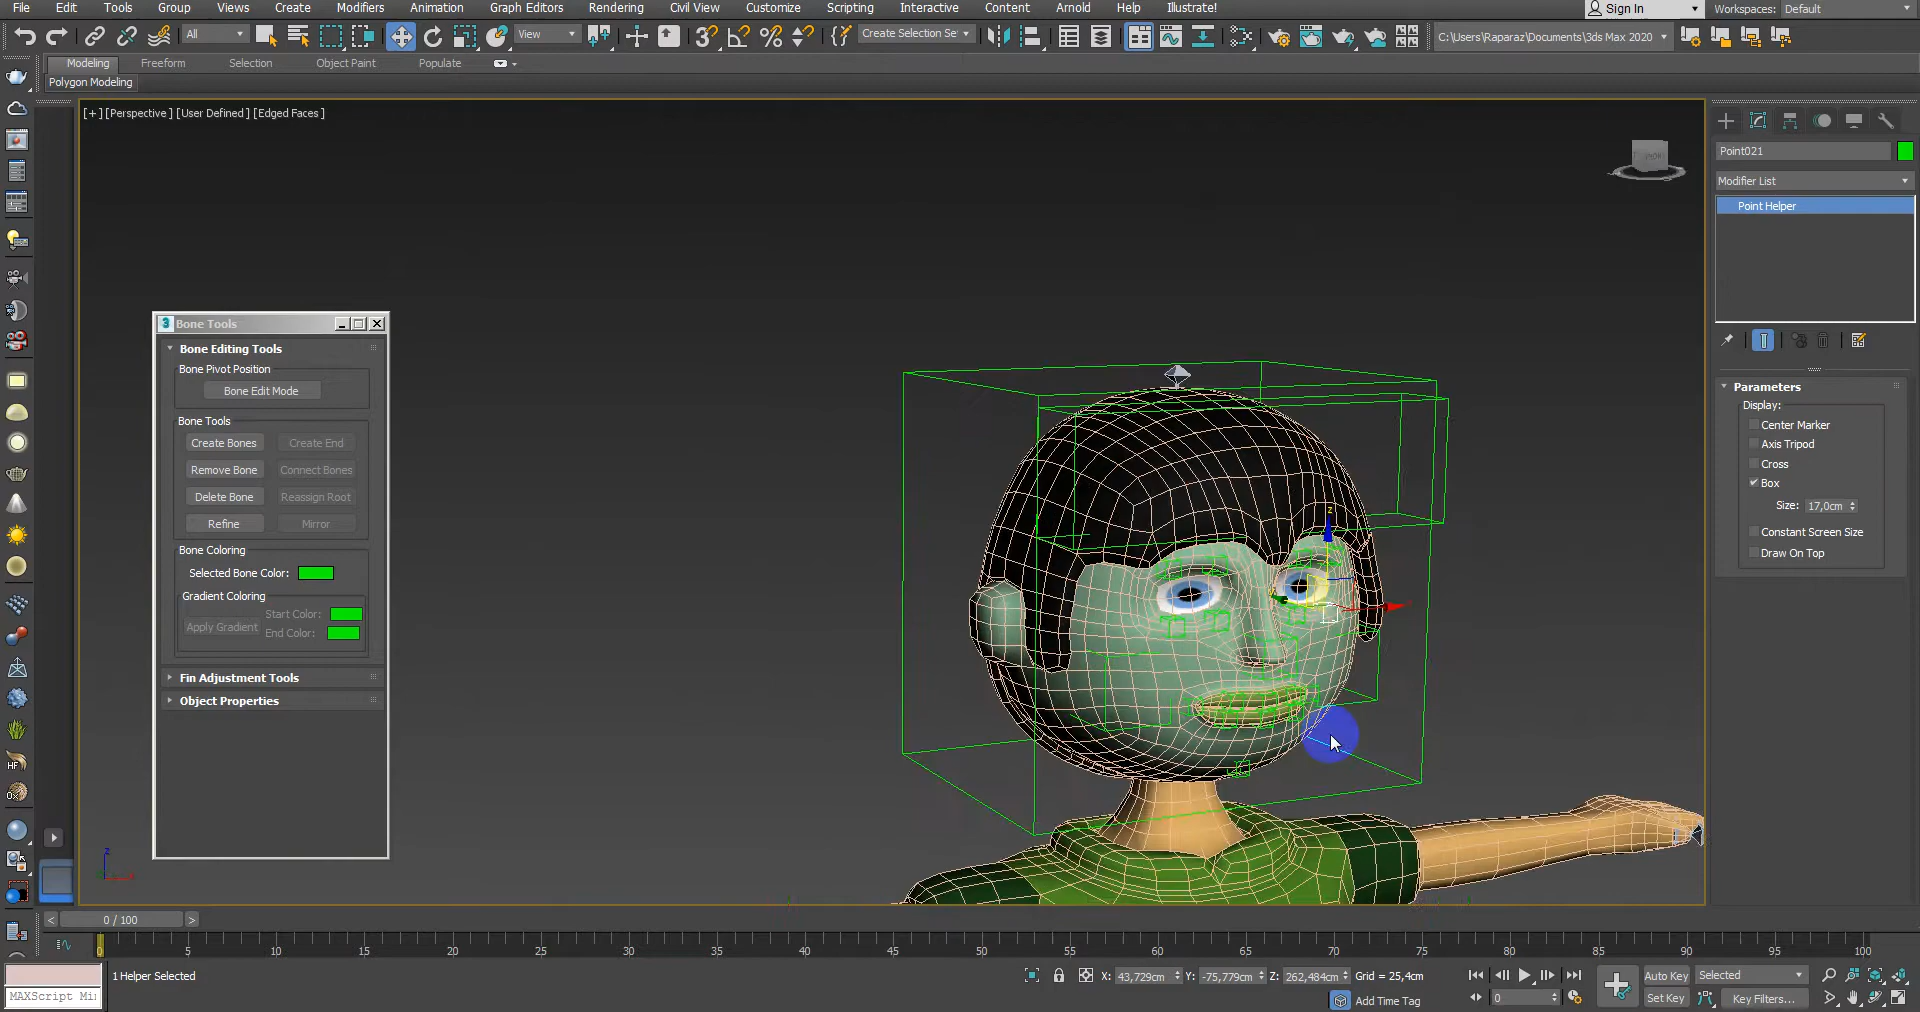 File Edit Tools Group Views Create Modifiers Animation Graph Editors Rendering Civil View Customize Scripting Interactive Content Arnold Help Illustrate! Sign In Workspaces: Default
All View Create Selection Se C:\Users\Raparaz\Documents\3ds Max 2020
Modeling Freeform Selection Object Paint Populate
Polygon Modeling
[+] [Perspective] [User Defined] [Edged Faces]
Point021
Modifier List
Point Helper
3 Bone Tools
Bone Editing Tools
Bone Pivot Position
Bone Edit Mode
Bone Tools
Create Bones Create End
Remove Bone Connect Bones
Delete Bone Reassign Root
Refine Mirror
Bone Coloring
Selected Bone Color:
Gradient Coloring
Start Color:
Apply Gradient End Color:
Fin Adjustment Tools
Object Properties
Parameters
Display:
Center Marker
Axis Tripod
Cross
Box
Size: 17,0cm
Constant Screen Size
Draw On Top
z
HF
z
0 / 100
0 5 10 15 20 25 30 35 40 45 50 55 60 65 70 75 80 85 90 95 100
1 Helper Selected X: 43,729cm Y: -75,779cm Z: 262,484cm Grid = 25,4cm Auto Key Selected
MAXScript Mi Add Time Tag 0 Set Key Key Filters...